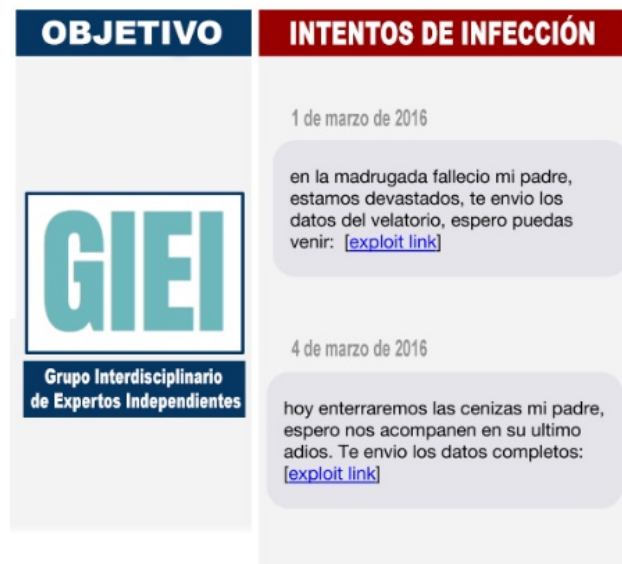 OBJETIVO
INTENTOS DE INFECCIÓN
1 de marzo de 2016
en la madrugada fallecio mi padre,
estamos devastados, te envio los
datos del velatorio, espero puedas
venir: [exploit link]
GIEI
Grupo Interdisciplinario
de Expertos Independientes
4 de marzo de 2016
hoy enterraremos las cenizas mi padre,
espero nos acompanen en su ultimo
adios. Te envio los datos completos:
[exploit link]